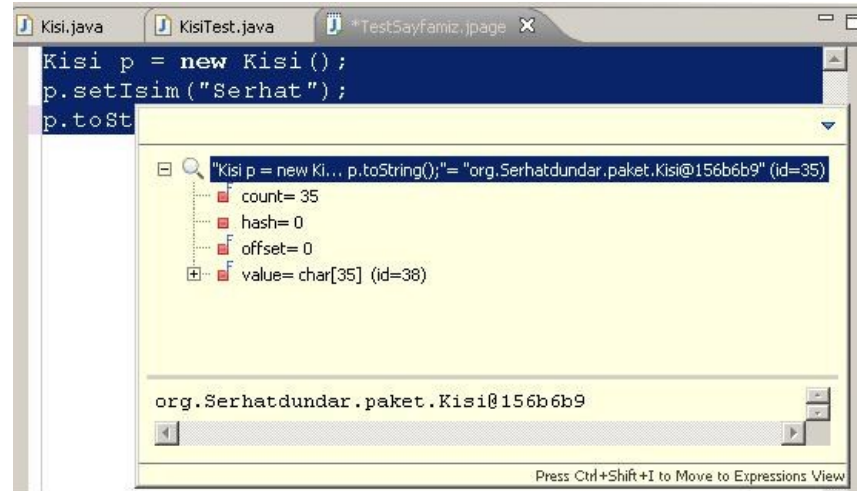 Kisi.java KisiTest.java *TestSayfamiz.jpage
Kisi p = new Kisi();
p.setIsim("Serhat");
p.toSt
"Kisi p = new Ki... p.toString();"= "org.Serhatdundar.paket.Kisi@156b6b9" (id=35)
count= 35
hash= 0
offset= 0
value= char[35] (id=38)
org.Serhatdundar.paket.Kisi@156b6b9
Press Ctrl+Shift+I to Move to Expressions View